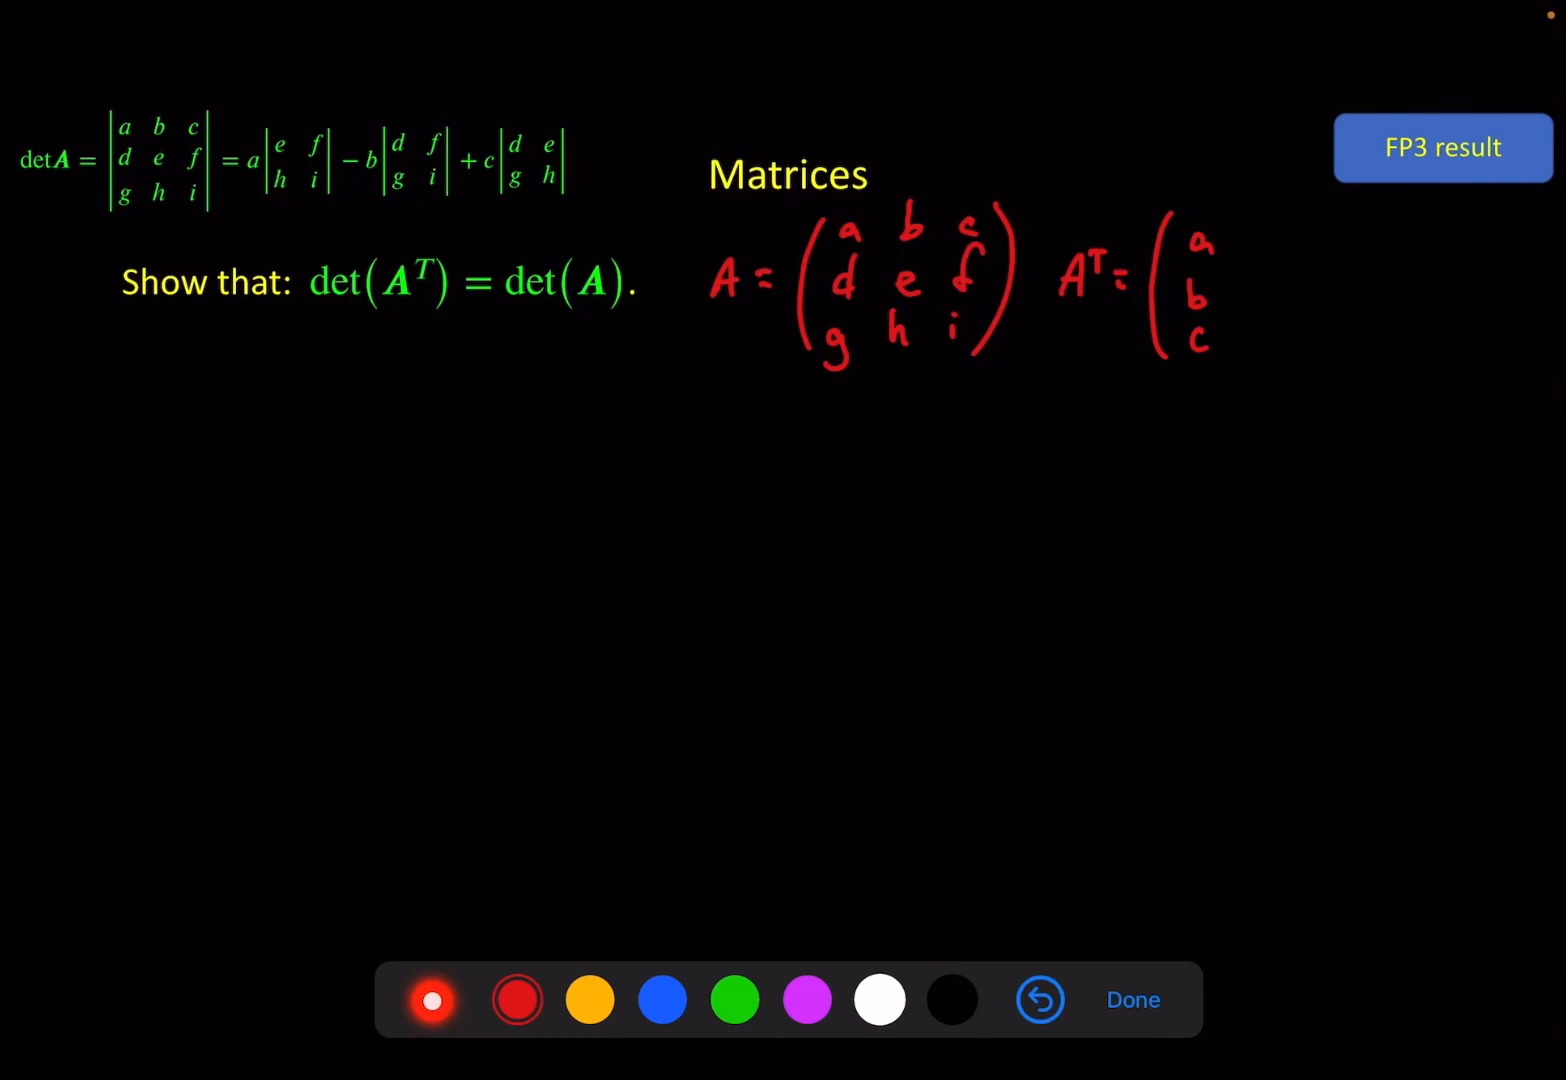 FP3 result
det A = | a b c | = a | e f | − b | d f | + c | d e |
| d e f | | h i | | g i | | g h |
| g h i |
Matrices
Show that: det(A^T) = det(A).
A = ( a b c ) A^T = ( a
d e f b
g h i c
Done